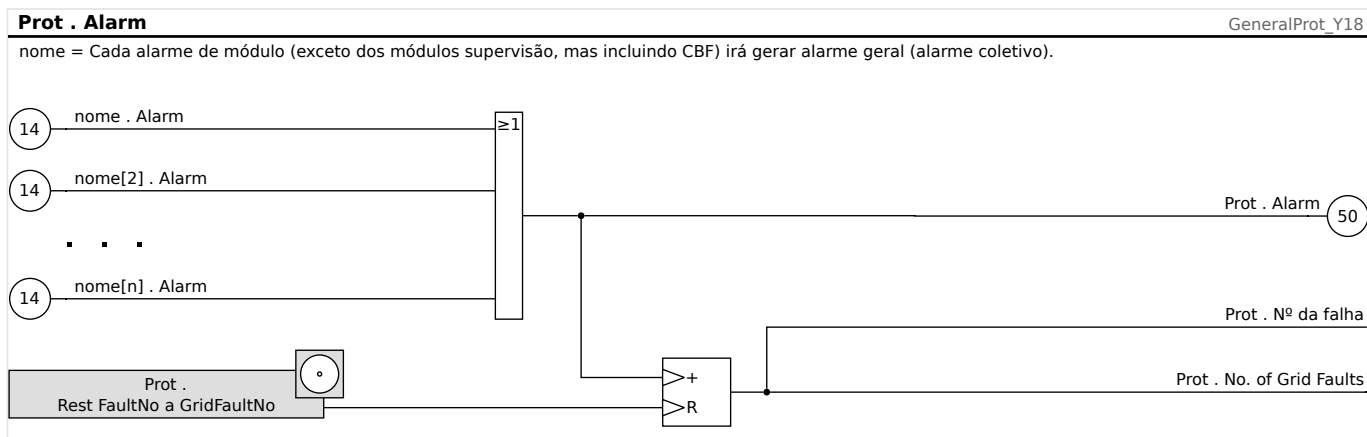 Prot . Alarm
GeneralProt_Y18
nome = Cada alarme de módulo (exceto dos módulos supervisão, mas incluindo CBF) irá gerar alarme geral (alarme coletivo).
14
nome . Alarm
≥1
14
nome[2] . Alarm
Prot . Alarm
50
14
nome[n] . Alarm
Prot . Nº da falha
Prot .
Rest FaultNo a GridFaultNo
+
R
Prot . No. of Grid Faults